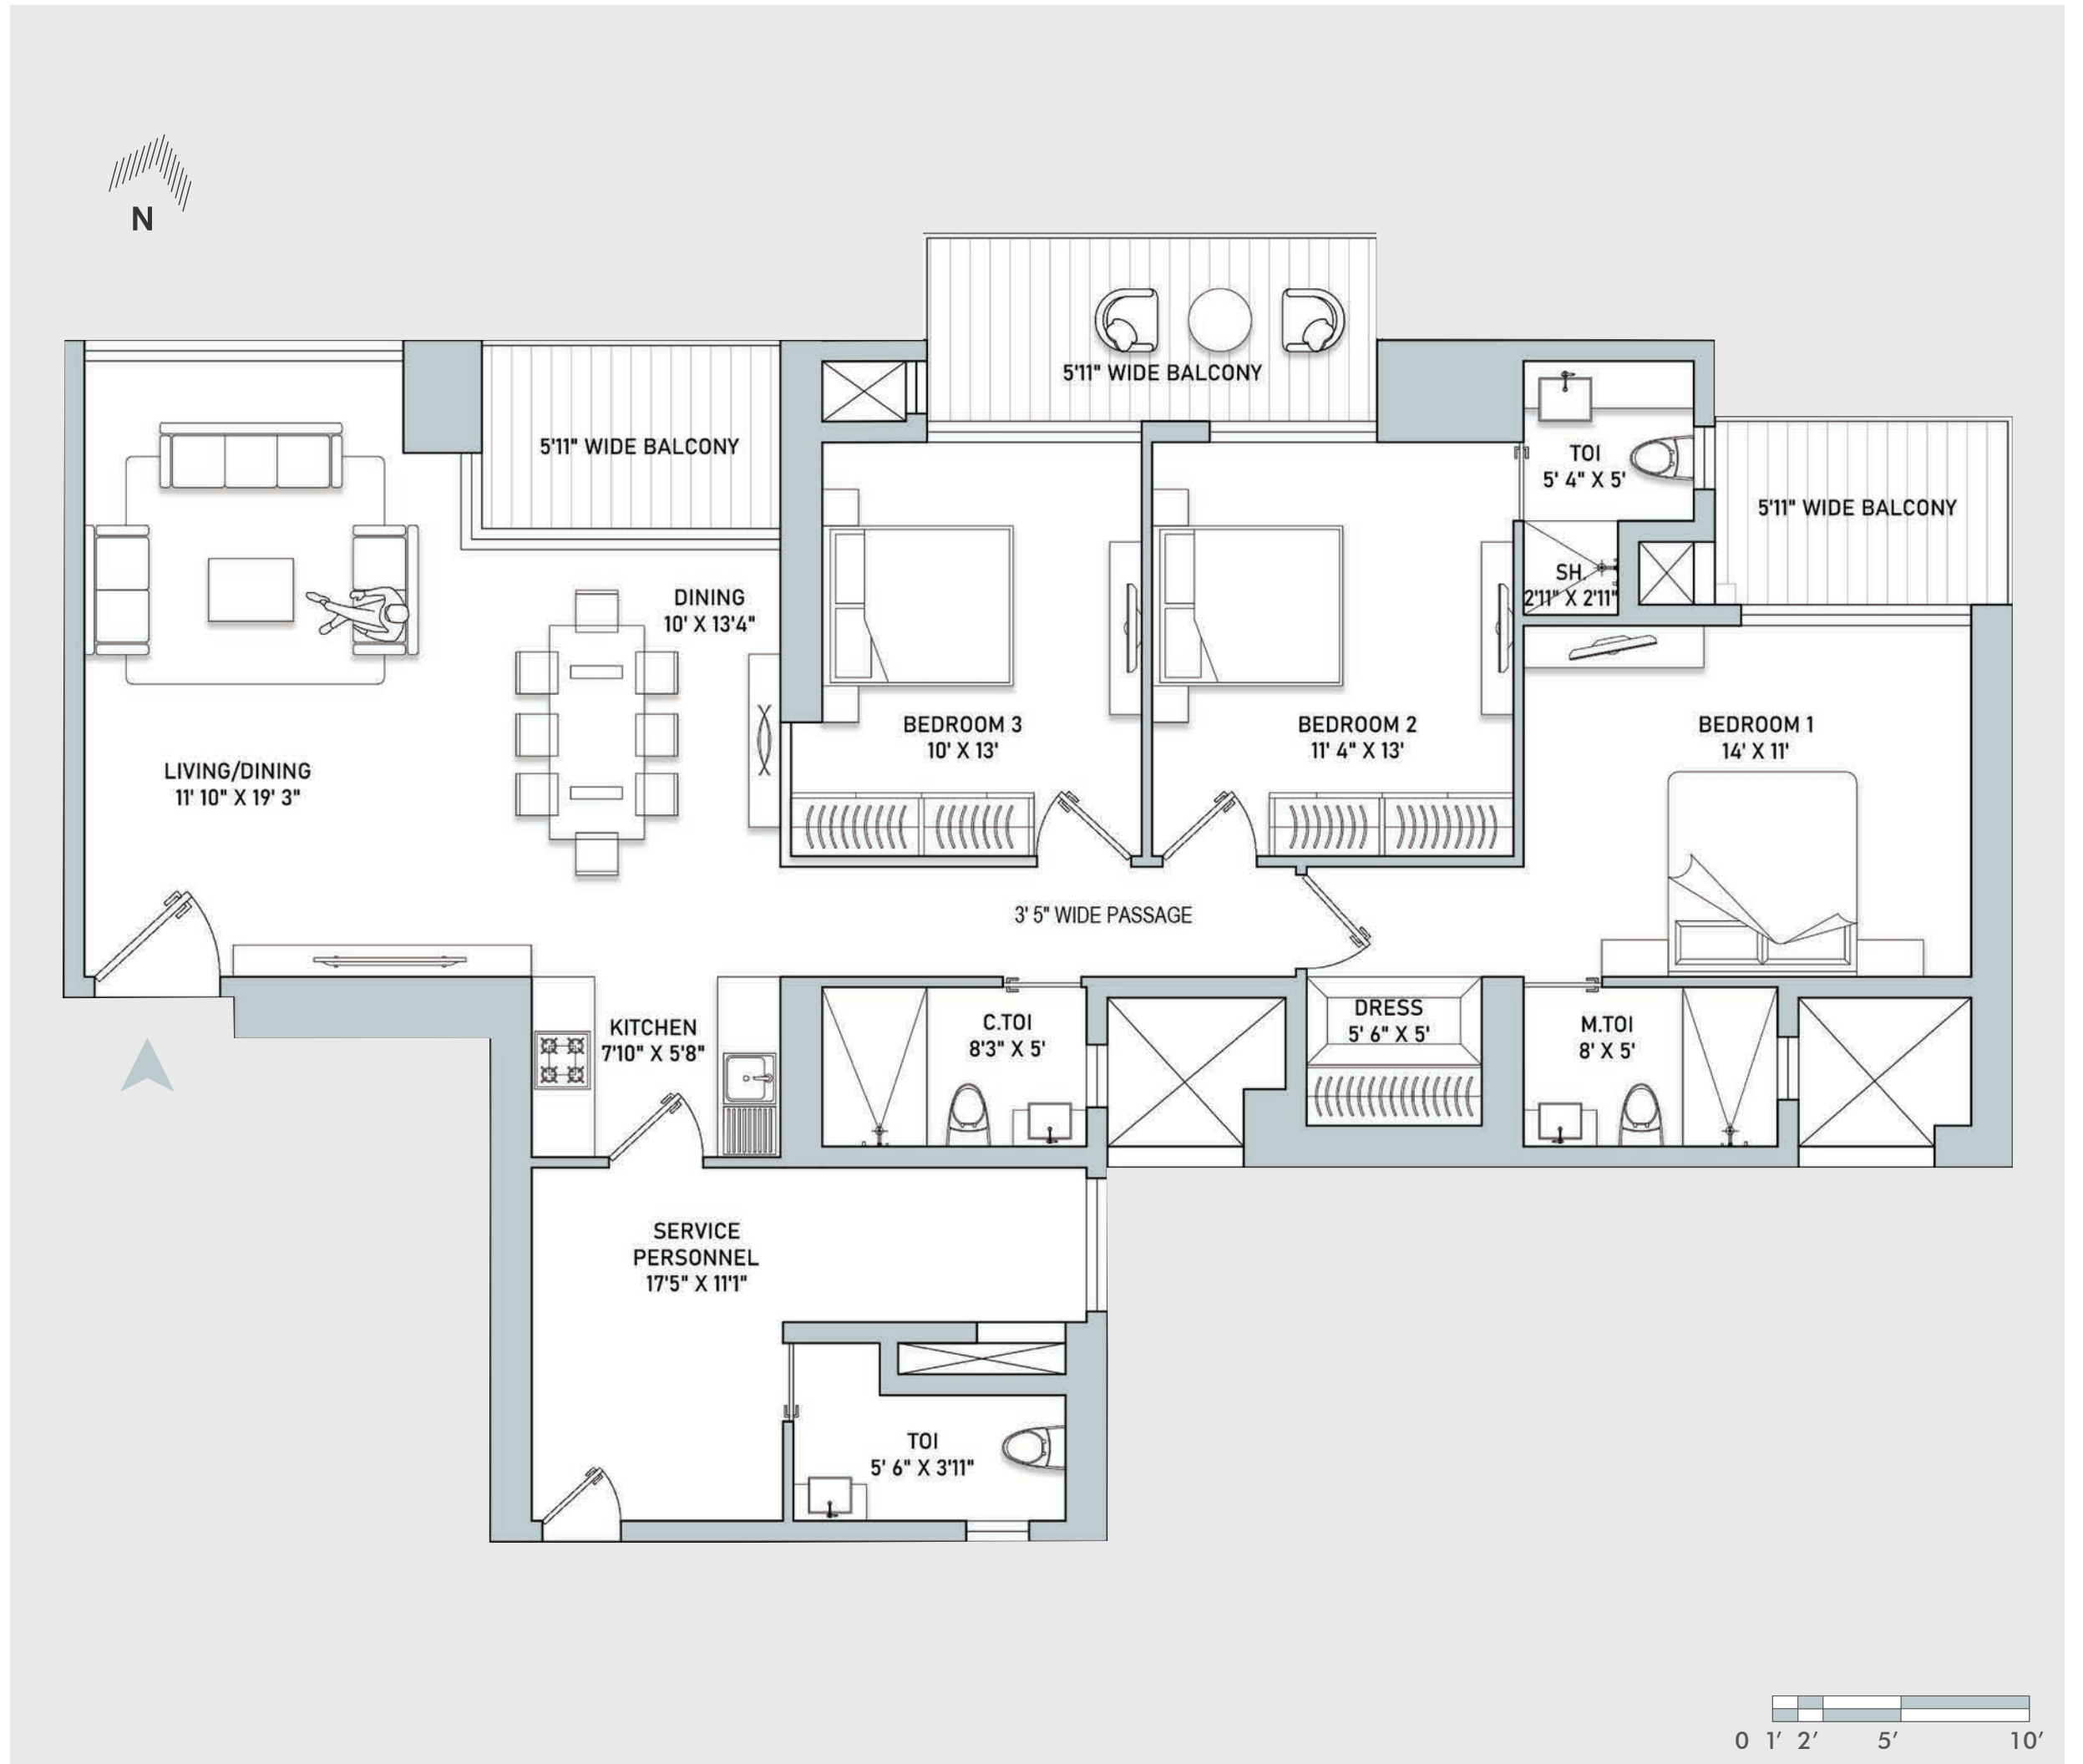 N
5'11" WIDE BALCONY
5'11" WIDE BALCONY
TOI
5' 4" X 5'
5'11" WIDE BALCONY
SH.
2'11" X 2'11"
DINING
10' X 13'4"
BEDROOM 3
10' X 13'
BEDROOM 2
11' 4" X 13'
BEDROOM 1
14' X 11'
LIVING/DINING
11' 10" X 19' 3"
3' 5" WIDE PASSAGE
KITCHEN
7'10" X 5'8"
C.TOI
8'3" X 5'
DRESS
5' 6" X 5'
M.TOI
8' X 5'
SERVICE
PERSONNEL
17'5" X 11'1"
TOI
5' 6" X 3'11"
0 1' 2' 5' 10'